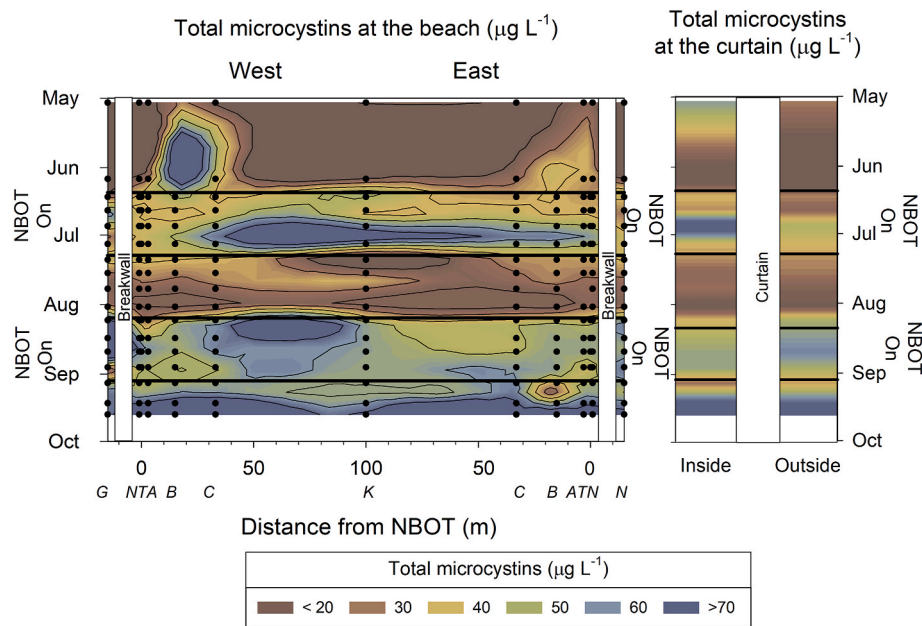 Total microcystins at the beach (μg L⁻¹)
West East
Total microcystins
at the curtain (μg L⁻¹)
May
Jun
NBOT
On
Jul
Aug
NBOT
On
Sep
Oct
Breakwall
Breakwall
0 50 100 50 0
G NTA B C K C B ATN N
Distance from NBOT (m)
NBOT
On
NBOT
On
Curtain
May
Jun
Jul
Aug
Sep
Oct
Inside Outside
Total microcystins (μg L⁻¹)
< 20 30 40 50 60 >70